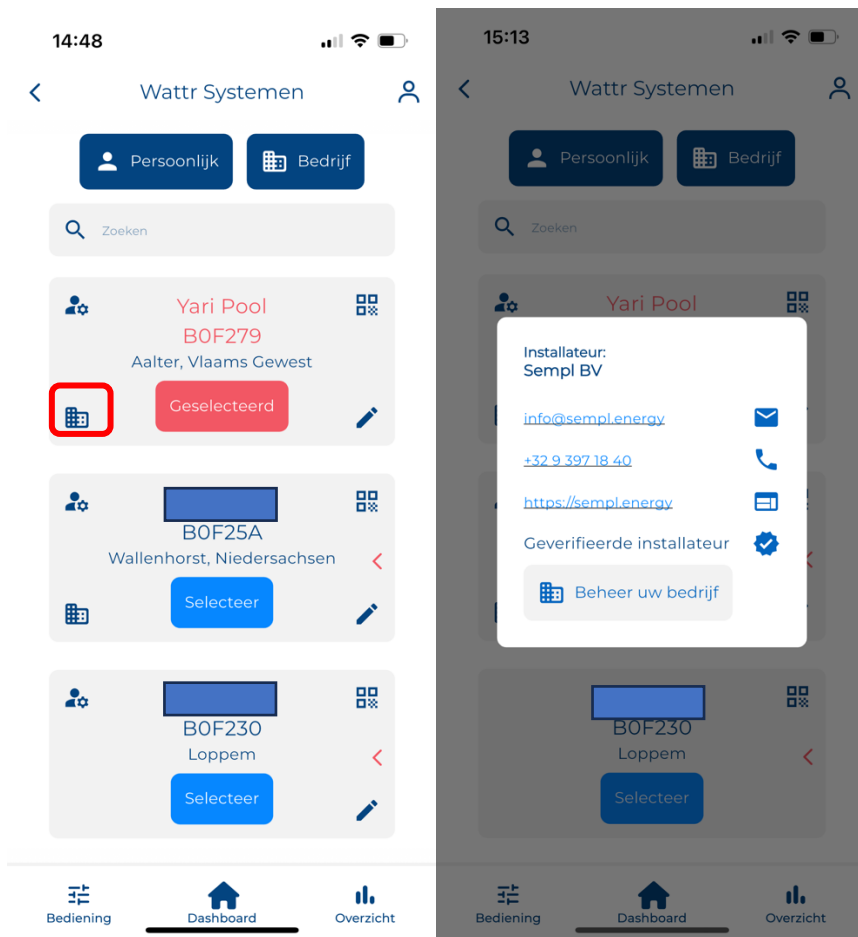 14:48
Wattr Systemen
Persoonlijk
Bedrijf
Zoeken
Yari Pool
B0F279
Aalter, Vlaams Gewest
Geselecteerd
B0F25A
Wallenhorst, Niedersachsen
Selecteer
B0F230
Loppem
Selecteer
Bediening
Dashboard
Overzicht
15:13
Wattr Systemen
Persoonlijk
Bedrijf
Zoeken
Yari Pool
Installateur:
Sempl BV
info@sempl.energy
+32 9 397 18 40
https://sempl.energy
Geverifieerde installateur
Beheer uw bedrijf
B0F230
Loppem
Selecteer
Bediening
Dashboard
Overzicht